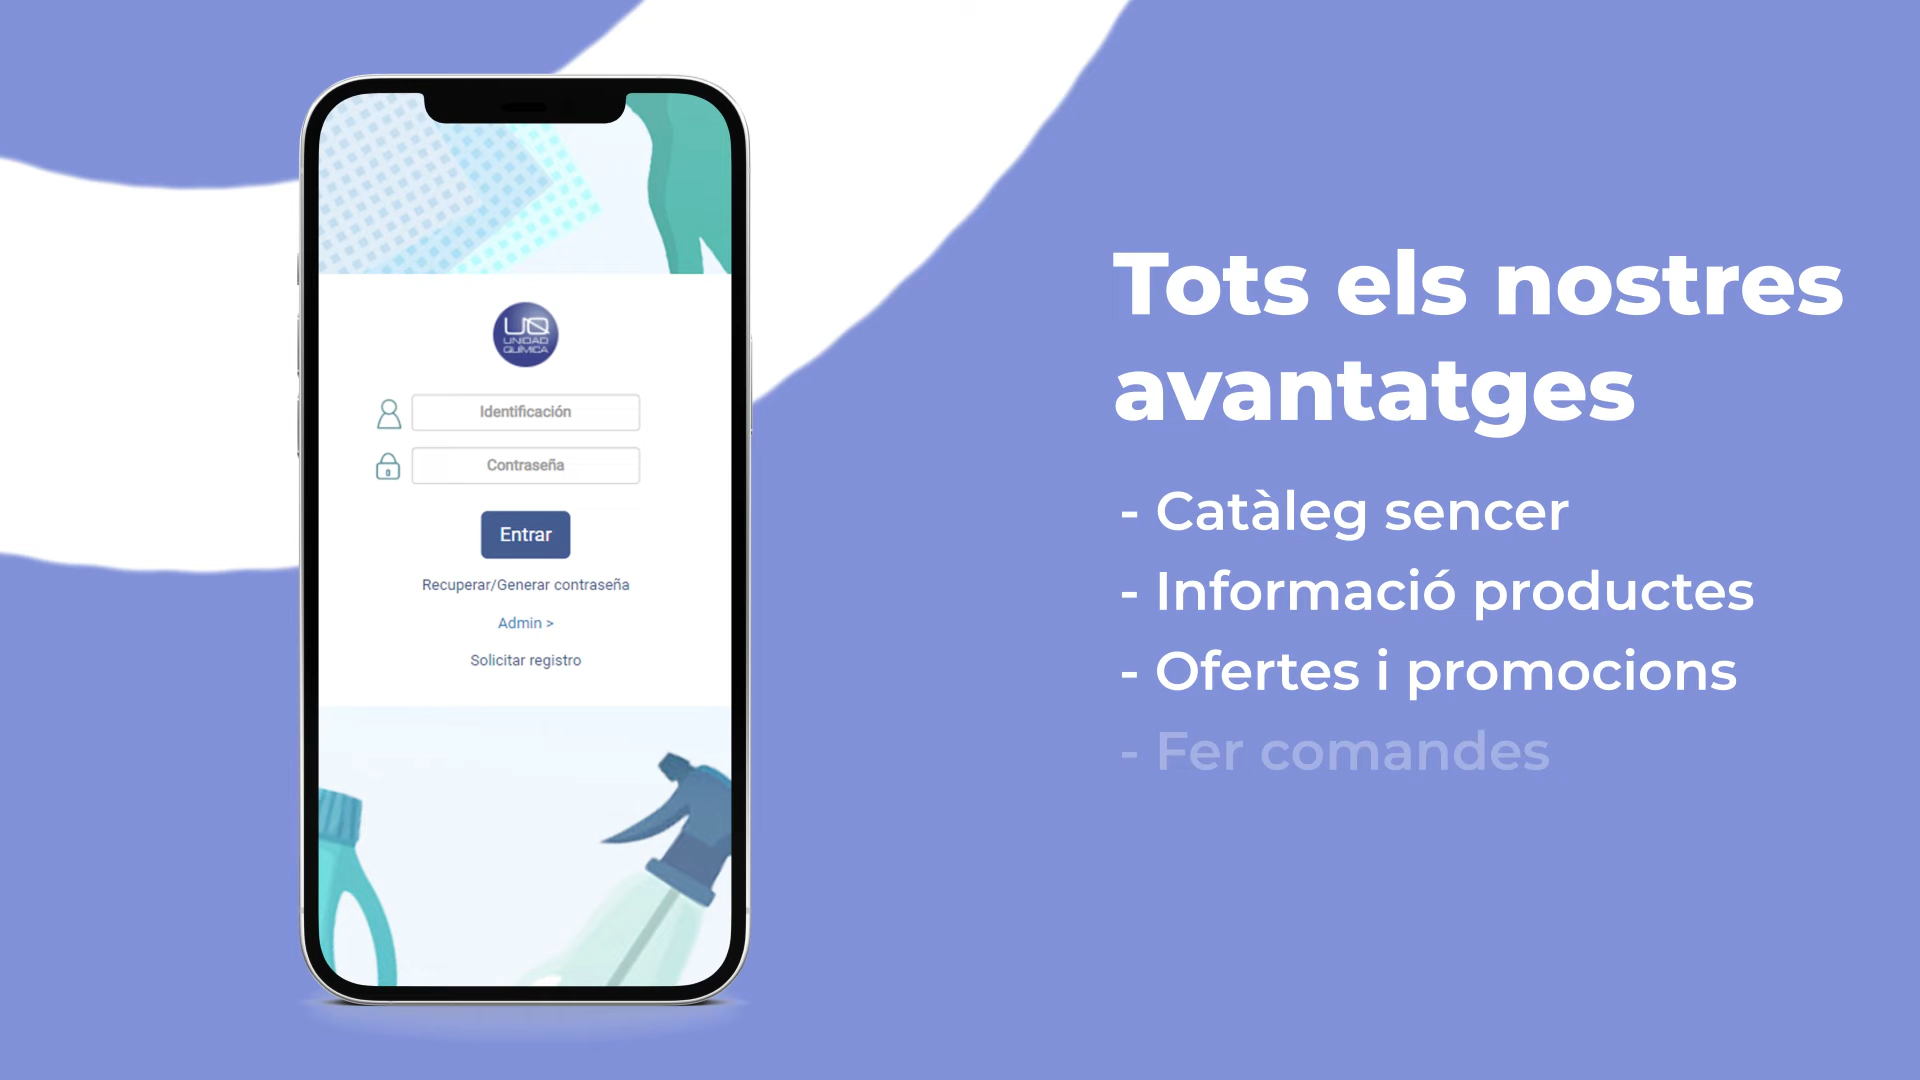 UQ
UNIDAD
QUÍMICA
Identificación
Contraseña
Entrar
Recuperar/Generar contraseña
Admin >
Solicitar registro
Tots els nostres
avantatges
- Catàleg sencer
- Informació productes
- Ofertes i promocions
- Fer comandes